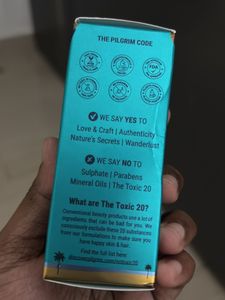 THE PILGRIM CODE
FDA
WE SAY YES TO
Love & Craft | Authenticity
Nature's Secrets | Wanderlust
WE SAY NO TO
Sulphate | Parabens
Mineral Oils | The Toxic 20
What are The Toxic 20?
Conventional beauty products use a lot of
ingredients that can be bad for you. We
consciously exclude these 20 substances
from our formulations to make sure you
have happy skin & hair.
Find the full list here